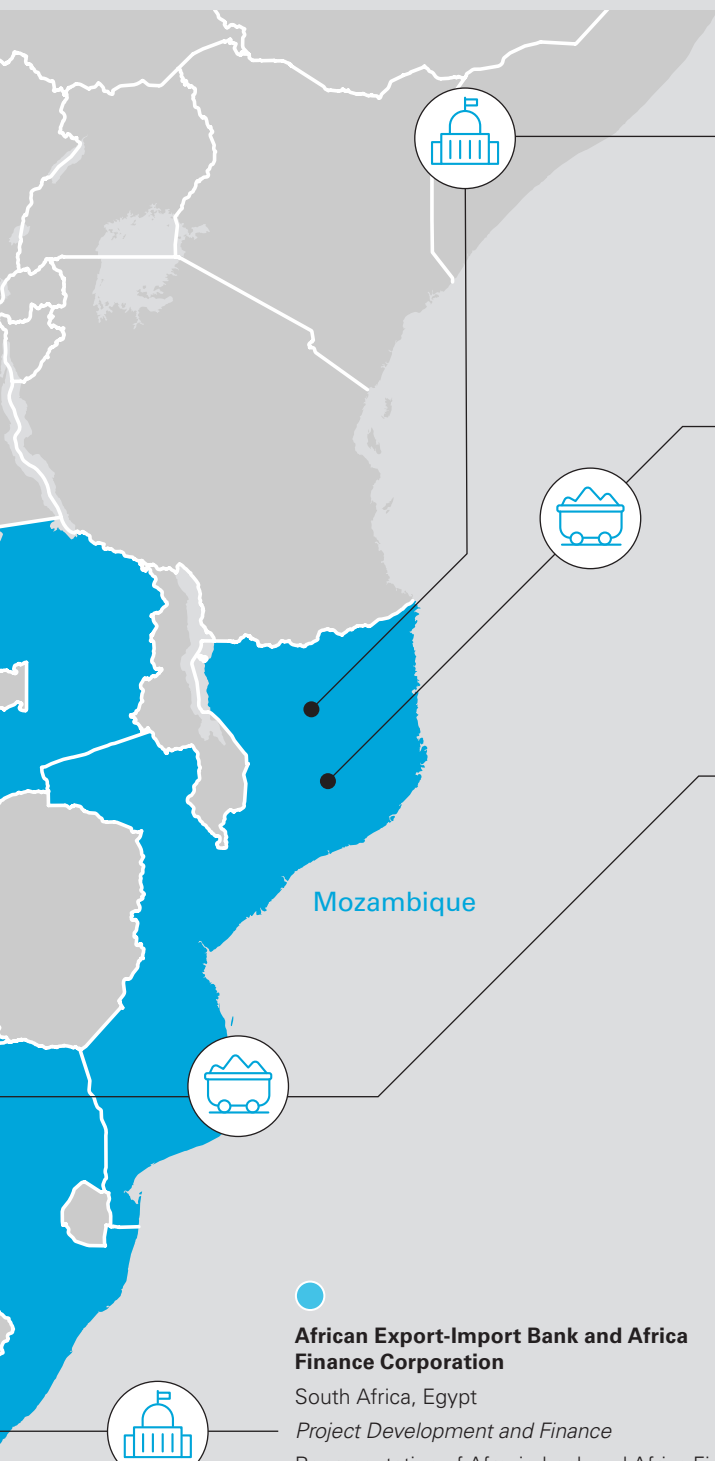 Mozambique
African Export-Import Bank and Africa
Finance Corporation
South Africa, Egypt
Project Development and Finance